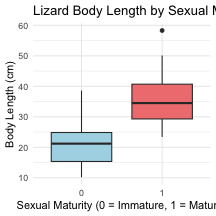 Lizard Body Length by Sexual M
Body Length (cm)
60
50
40
30
20
10
0
1
Sexual Maturity (0 = Immature, 1 = Matur